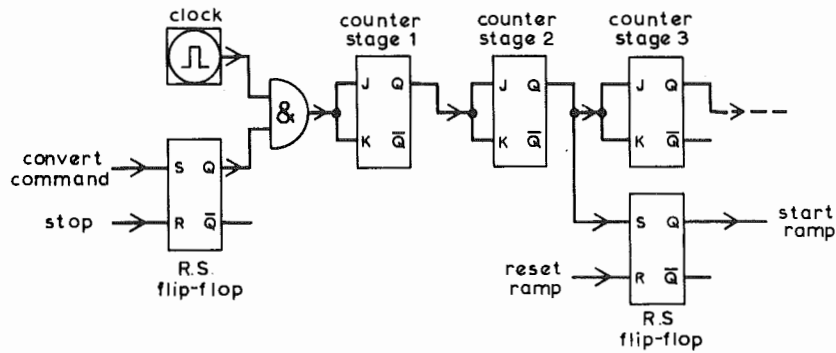 clock
counter
stage 1
counter
stage 2
counter
stage 3
&
J Q
K Q̅
J Q
K Q̅
J Q
K Q̅
convert
command
stop
S Q
R Q̅
R.S.
flip-flop
S Q
R Q̅
start
ramp
reset
ramp
R.S
flip-flop